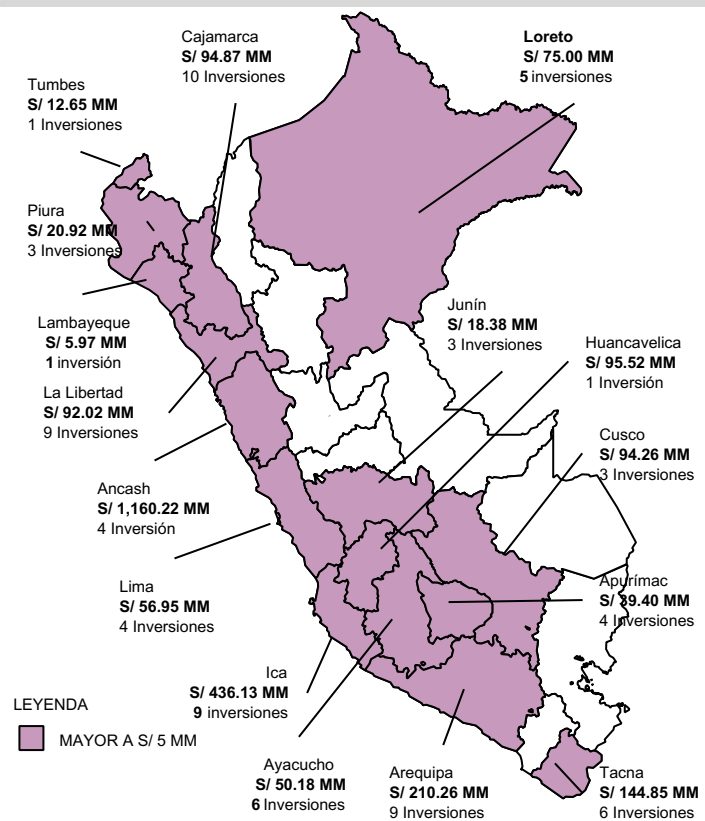 Cajamarca
S/ 94.87 MM
10 Inversiones
Loreto
S/ 75.00 MM
5 inversiones
Tumbes
S/ 12.65 MM
1 Inversiones
Piura
S/ 20.92 MM
3 Inversiones
Lambayeque
S/ 5.97 MM
1 inversión
La Libertad
S/ 92.02 MM
9 Inversiones
Junín
S/ 18.38 MM
3 Inversiones
Huancavelica
S/ 95.52 MM
1 Inversión
Cusco
S/ 94.26 MM
3 Inversiones
Ancash
S/ 1,160.22 MM
4 Inversión
Lima
S/ 56.95 MM
4 Inversiones
Apurímac
S/ 39.40 MM
4 Inversiones
Ica
S/ 436.13 MM
9 inversiones
LEYENDA
MAYOR A S/ 5 MM
Ayacucho
S/ 50.18 MM
6 Inversiones
Arequipa
S/ 210.26 MM
9 Inversiones
Tacna
S/ 144.85 MM
6 Inversiones